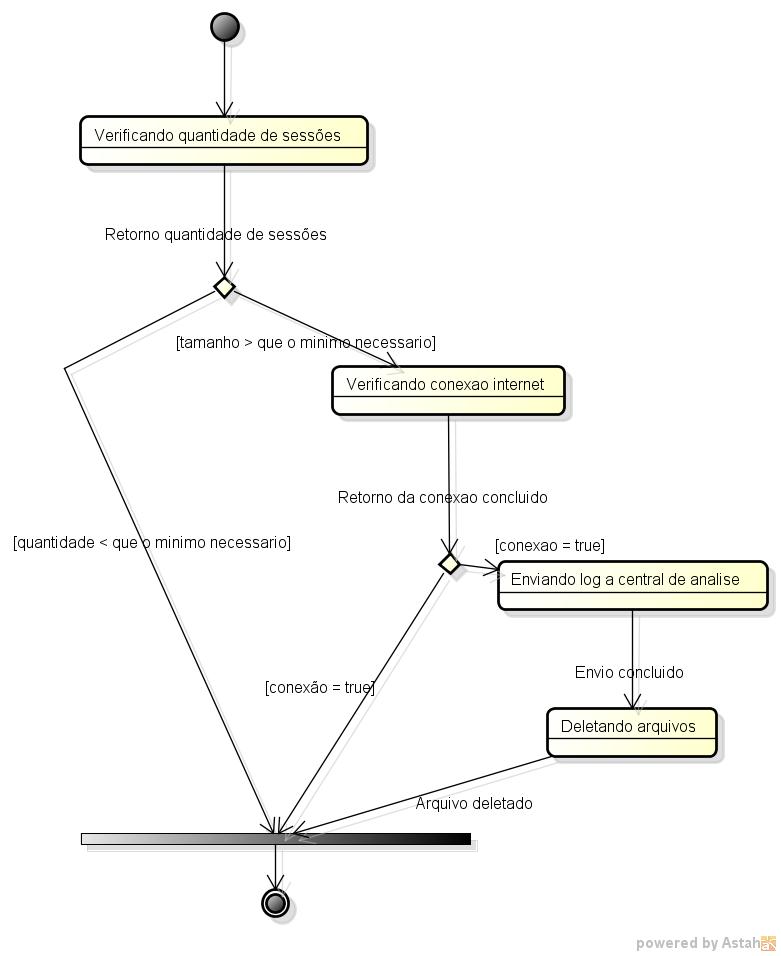 Verificando quantidade de sessões
Retorno quantidade de sessões
[tamanho > que o minimo necessario]
Verificando conexao internet
Retorno da conexao concluido
[quantidade < que o minimo necessario]
[conexao = true]
Enviando log a central de analise
Envio concluido
[conexão = true]
Deletando arquivos
Arquivo deletado
powered by Astah